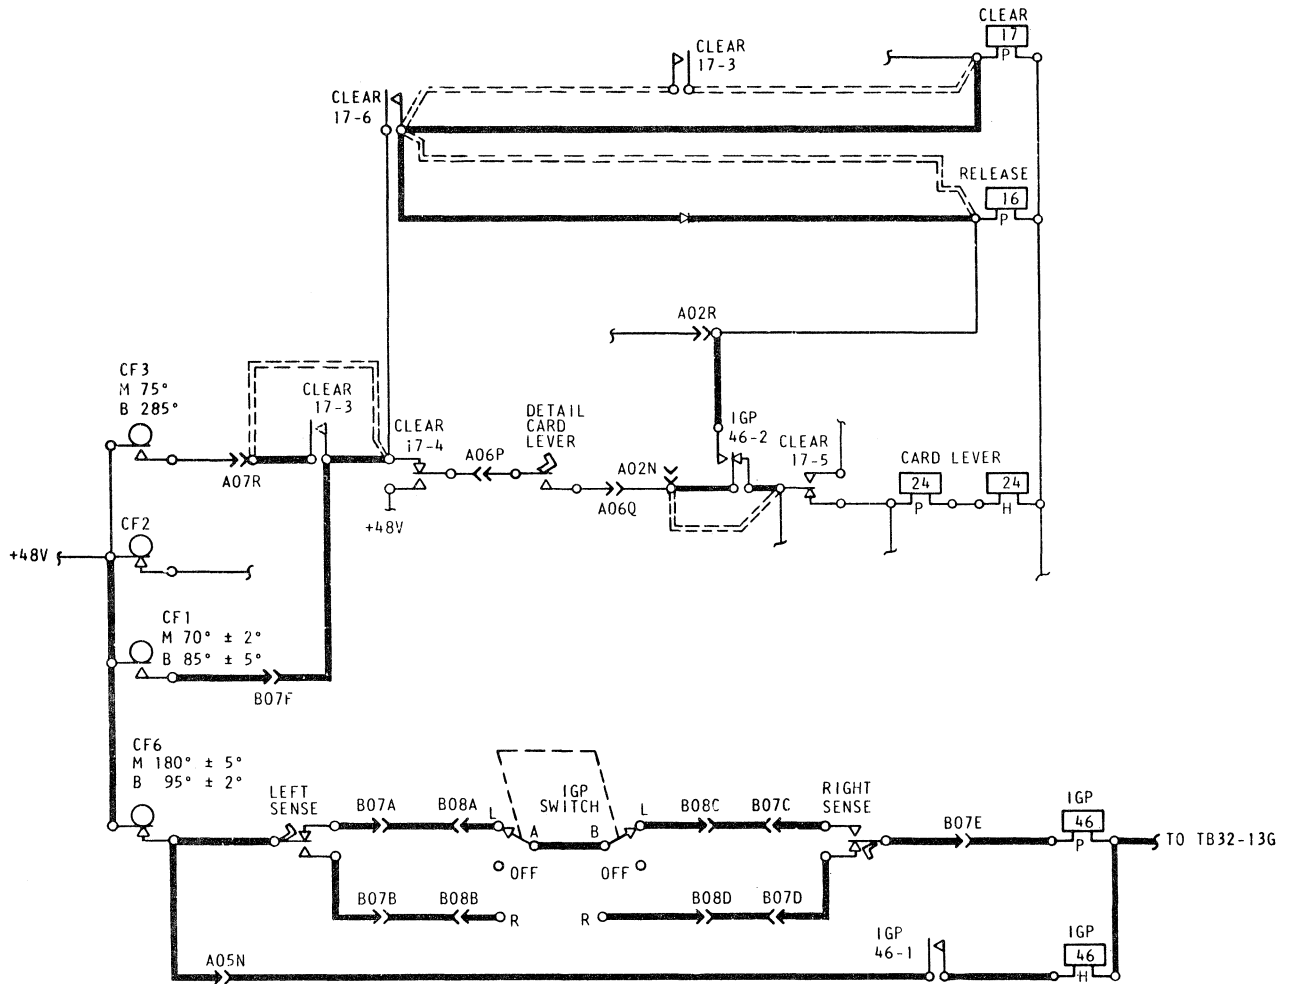 CLEAR
17
P
CLEAR
17-3
CLEAR
17-6
RELEASE
16
P
A02R
CF3
M 75°
B 285°
CLEAR
17-3
A07R
CLEAR
17-4
+48V
A06P
DETAIL
CARD
LEVER
A02N
A06Q
IGP
46-2
CLEAR
17-5
CARD LEVER
24
P
24
H
CF2
+48V
CF1
M 70° ± 2°
B 85° ± 5°
B07F
CF6
M 180° ± 5°
B 95° ± 2°
LEFT
SENSE
B07A
B08A
L
IGP
SWITCH
A
B
L
B08C
B07C
RIGHT
SENSE
B07E
IGP
46
P
TO TB32-13G
OFF
OFF
B07B
B08B
R
R
B08D
B07D
A05N
IGP
46-1
IGP
46
H